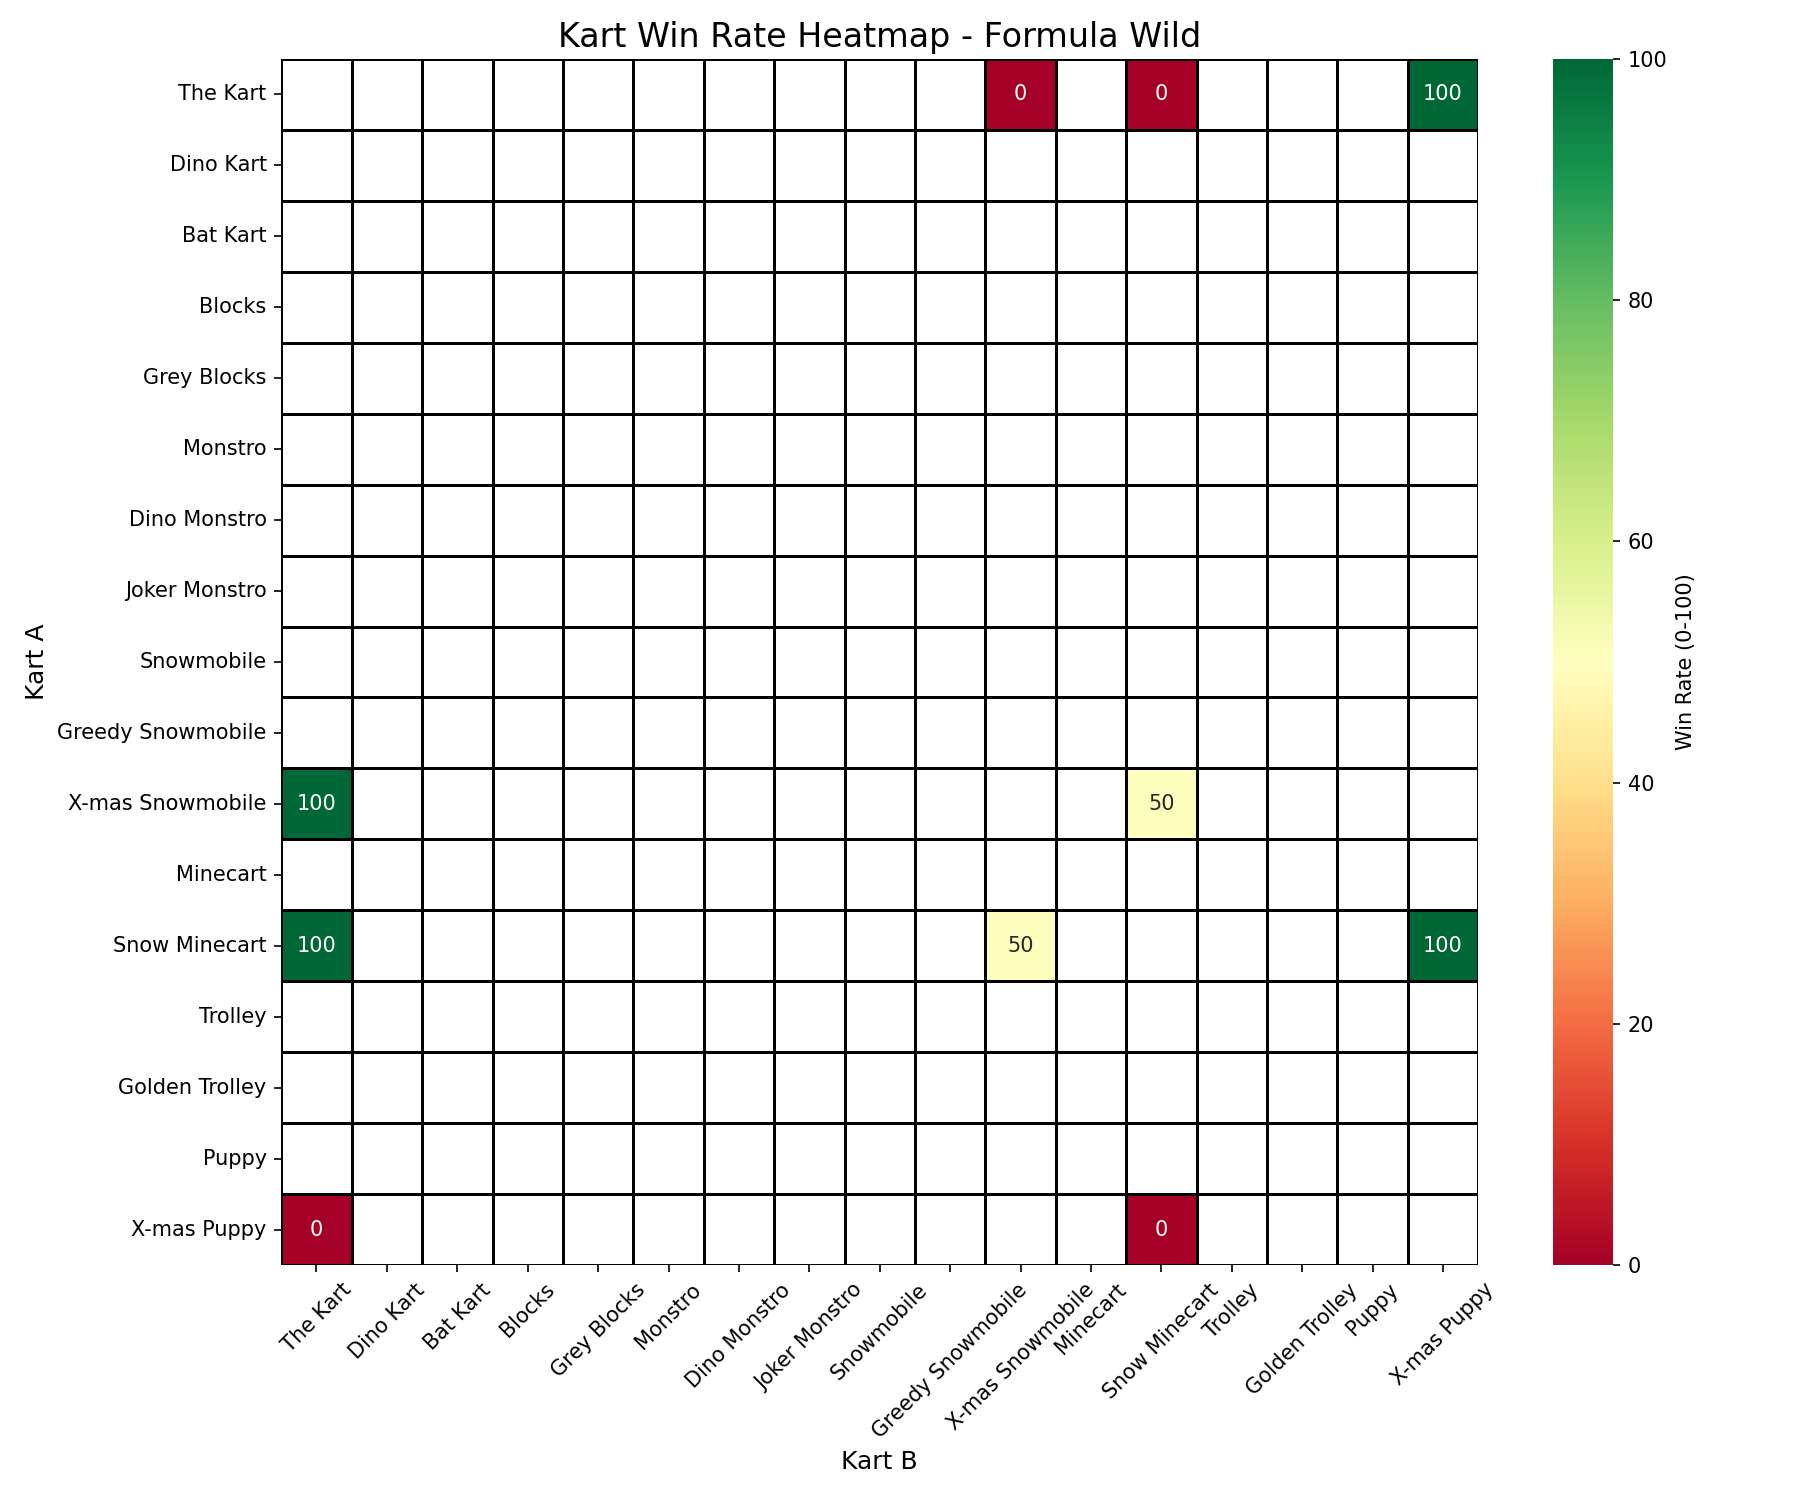 Kart Win Rate Heatmap - Formula Wild
The Kart 0 0 100
Dino Kart
Bat Kart
Blocks
Grey Blocks
Monstro
Dino Monstro
Joker Monstro
Snowmobile
Greedy Snowmobile
X-mas Snowmobile 100 50
Minecart
Snow Minecart 100 50 100
Trolley
Golden Trolley
Puppy
X-mas Puppy 0 0
Kart A
The Kart
Dino Kart
Bat Kart
Blocks
Grey Blocks
Monstro
Dino Monstro
Joker Monstro
Snowmobile
Greedy Snowmobile
X-mas Snowmobile
Minecart
Snow Minecart
Trolley
Golden Trolley
Puppy
X-mas Puppy
Kart B
100
80
60
40
20
0
Win Rate (0-100)